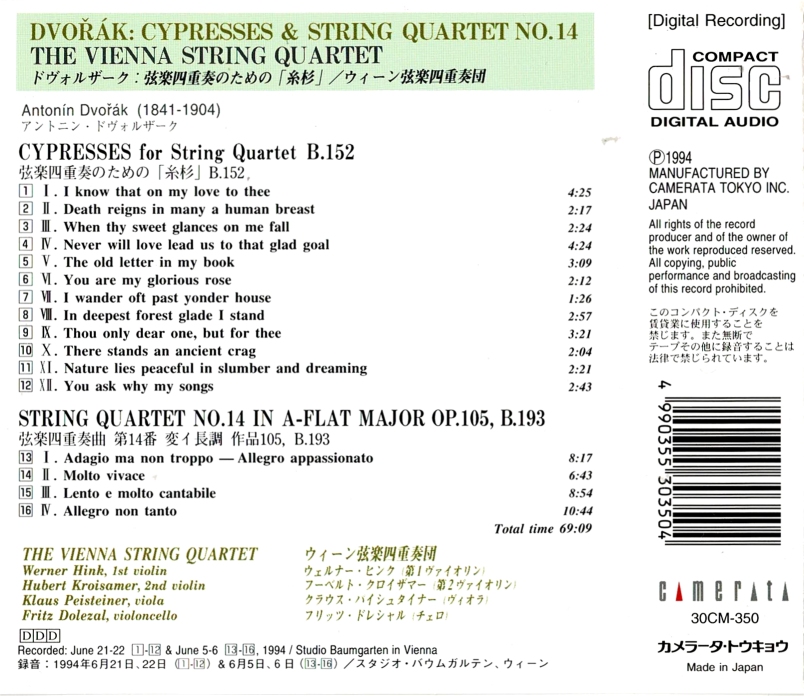 DVOŘÁK: CYPRESSES & STRING QUARTET NO.14
THE VIENNA STRING QUARTET
ドヴォルザーク：弦楽四重奏のための「糸杉」／ウィーン弦楽四重奏団
Antonín Dvořák (1841-1904)
アントニン・ドヴォルザーク
CYPRESSES for String Quartet B.152
弦楽四重奏のための「糸杉」B.152
1 Ⅰ. I know that on my love to thee 4:25
2 Ⅱ. Death reigns in many a human breast 2:17
3 Ⅲ. When thy sweet glances on me fall 2:24
4 Ⅳ. Never will love lead us to that glad goal 4:24
5 Ⅴ. The old letter in my book 3:09
6 Ⅵ. You are my glorious rose 2:12
7 Ⅶ. I wander oft past yonder house 1:26
8 Ⅷ. In deepest forest glade I stand 2:57
9 Ⅸ. Thou only dear one, but for thee 3:21
10 Ⅹ. There stands an ancient crag 2:04
11 Ⅺ. Nature lies peaceful in slumber and dreaming 2:21
12 Ⅻ. You ask why my songs 2:43
STRING QUARTET NO.14 IN A-FLAT MAJOR OP.105, B.193
弦楽四重奏曲 第14番 変イ長調 作品105, B.193
13 Ⅰ. Adagio ma non troppo — Allegro appassionato 8:17
14 Ⅱ. Molto vivace 6:43
15 Ⅲ. Lento e molto cantabile 8:54
16 Ⅳ. Allegro non tanto 10:44
Total time 69:09
THE VIENNA STRING QUARTET ウィーン弦楽四重奏団
Werner Hink, 1st violin ウェルナー・ヒンク（第1ヴァイオリン）
Hubert Kroisamer, 2nd violin フーベルト・クロイザマー（第2ヴァイオリン）
Klaus Peisteiner, viola クラウス・パイシュタイナー（ヴィオラ）
Fritz Dolezal, violoncello フリッツ・ドレシャル（チェロ）
DDD
Recorded: June 21-22 1-12 & June 5-6 13-16, 1994 / Studio Baumgarten in Vienna
録音：1994年6月21日、22日（1-12）& 6月5日、6日（13-16）／スタジオ・バウムガルテン、ウィーン
[Digital Recording]
COMPACT
disc
DIGITAL AUDIO
℗1994
MANUFACTURED BY
CAMERATA TOKYO INC.
JAPAN
All rights of the record
producer and of the owner of
the work reproduced reserved.
All copying, public
performance and broadcasting
of this record prohibited.
このコンパクト・ディスクを
賃貸業に使用することを
禁じます。また無断で
テープその他に録音することは
法律で禁じられています。
4 990355 303504
camerata
30CM-350
カメラータ・トウキョウ
Made in Japan